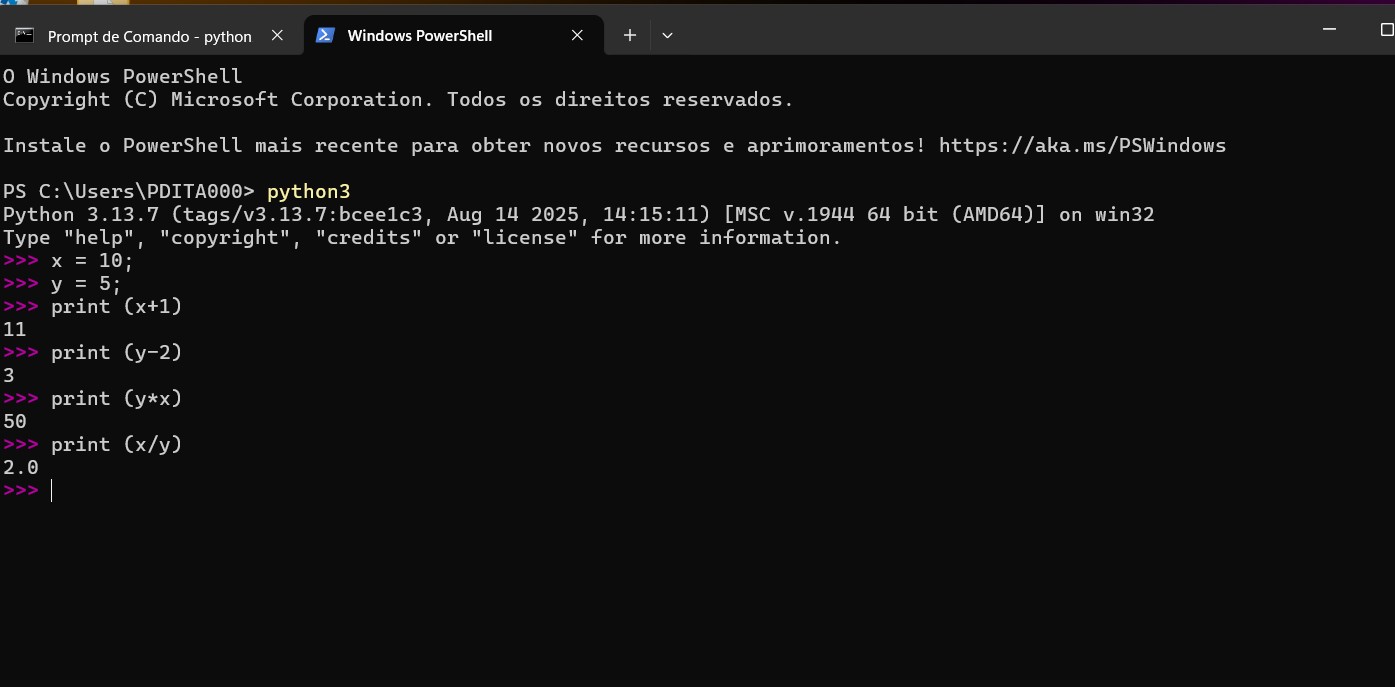 Prompt de Comando - python
Windows PowerShell
O Windows PowerShell
Copyright (C) Microsoft Corporation. Todos os direitos reservados.
Instale o PowerShell mais recente para obter novos recursos e aprimoramentos! https://aka.ms/PSWindows
PS C:\Users\PDITA000> python3
Python 3.13.7 (tags/v3.13.7:bcee1c3, Aug 14 2025, 14:15:11) [MSC v.1944 64 bit (AMD64)] on win32
Type "help", "copyright", "credits" or "license" for more information.
>>> x = 10;
>>> y = 5;
>>> print (x+1)
11
>>> print (y-2)
3
>>> print (y*x)
50
>>> print (x/y)
2.0
>>>